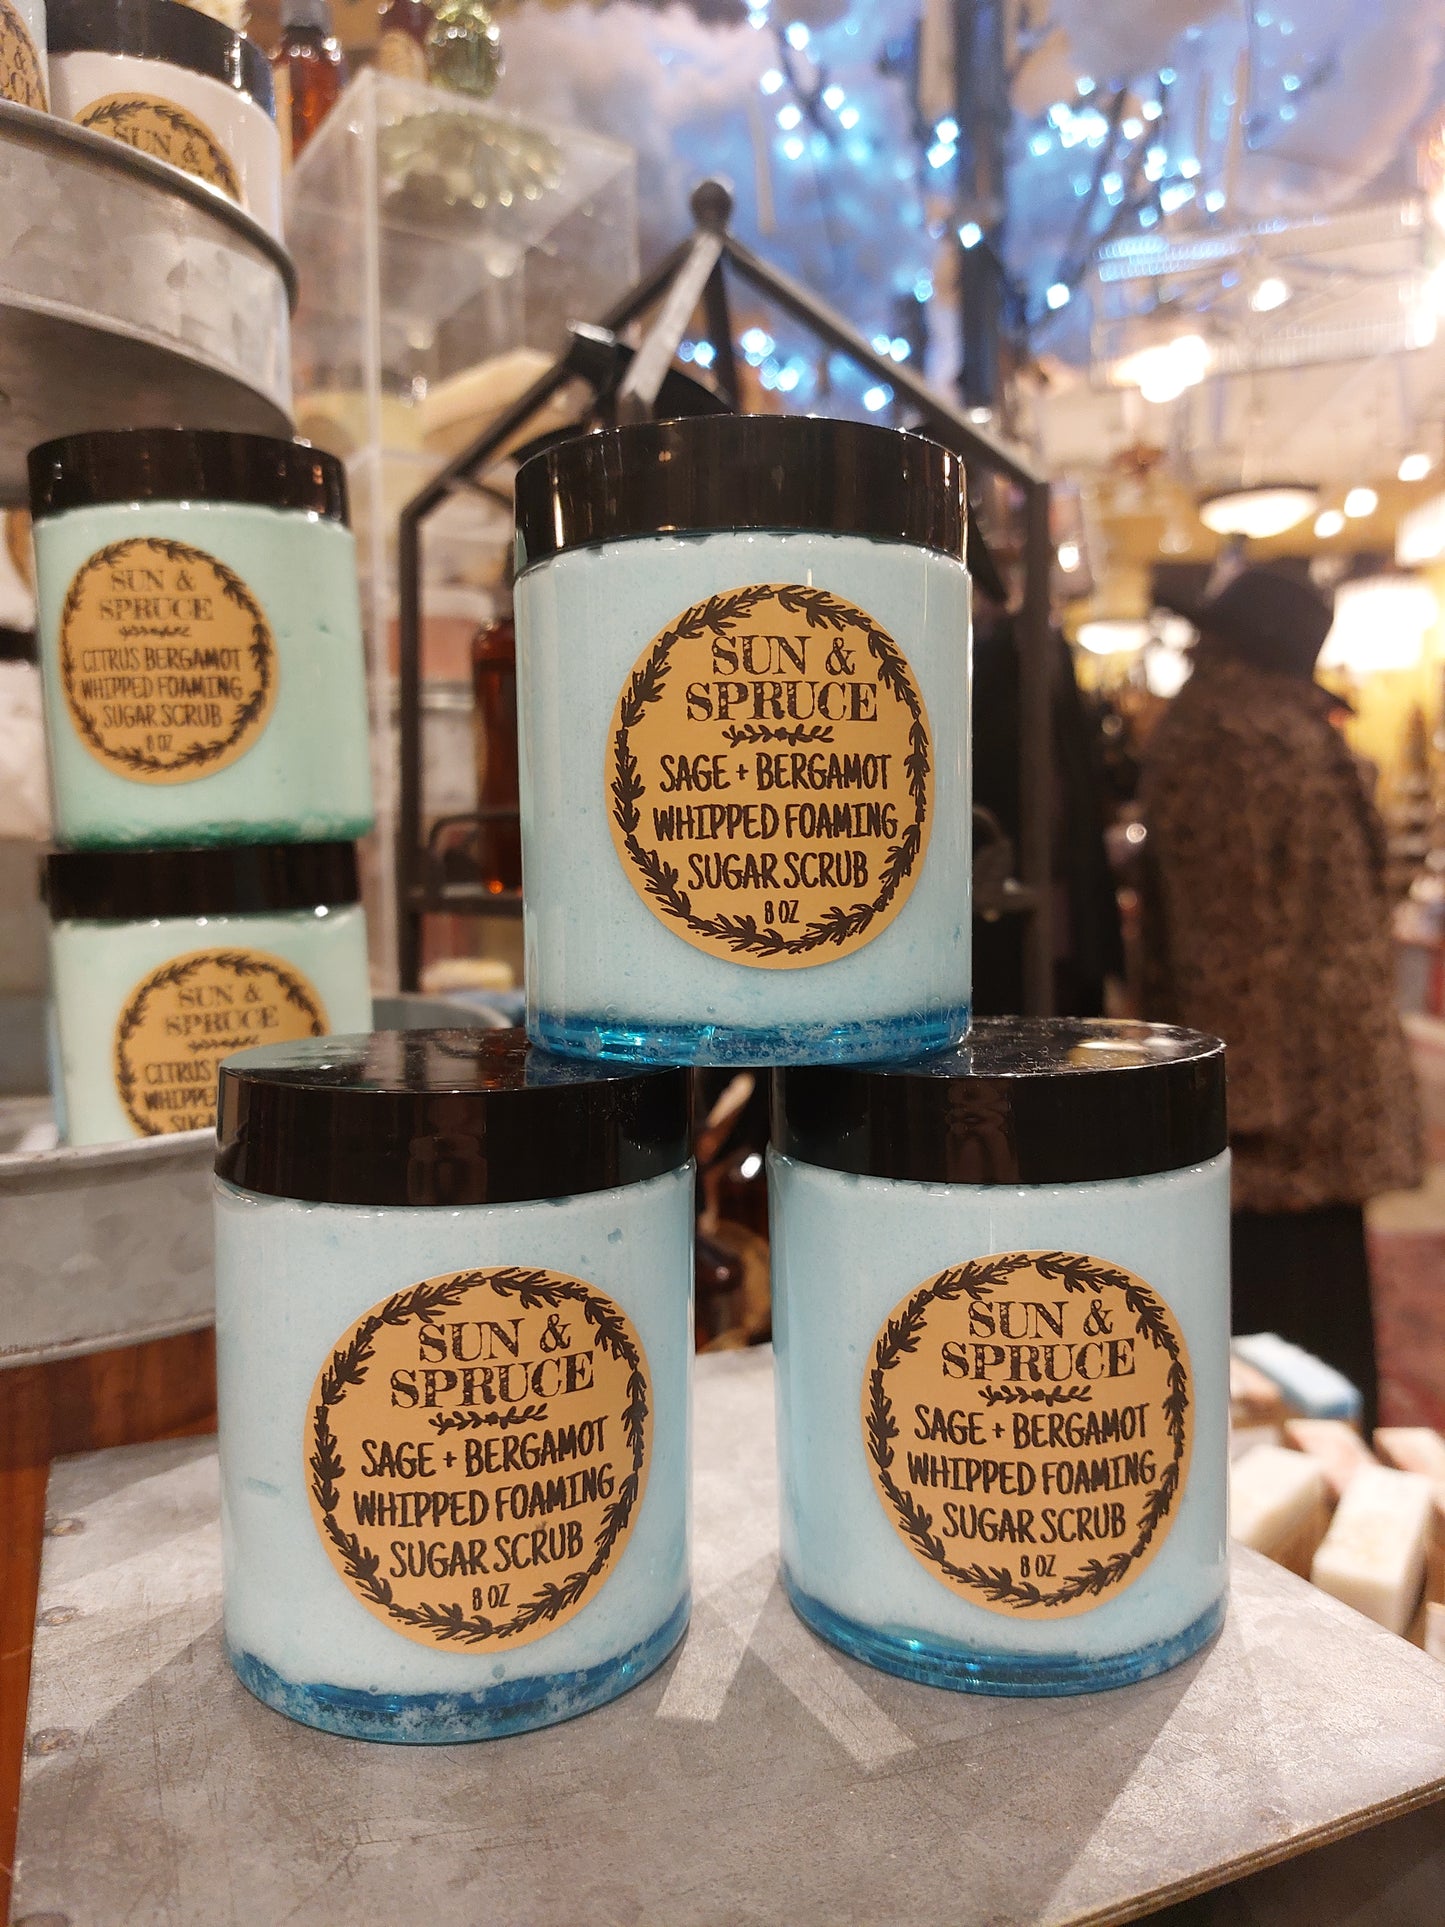 SUN &
SUN &
SPRUCE
CITRUS BERGAMOT
WHIPPED FOAMING
SUGAR SCRUB
8 OZ
SUN &
SPRUCE
CITRUS
SUN &
SPRUCE
SAGE + BERGAMOT
WHIPPED FOAMING
SUGAR SCRUB
8 OZ
SUN &
SPRUCE
SAGE + BERGAMOT
WHIPPED FOAMING
SUGAR SCRUB
8 OZ
SUN &
SPRUCE
SAGE + BERGAMOT
WHIPPED FOAMING
SUGAR SCRUB
8 OZ